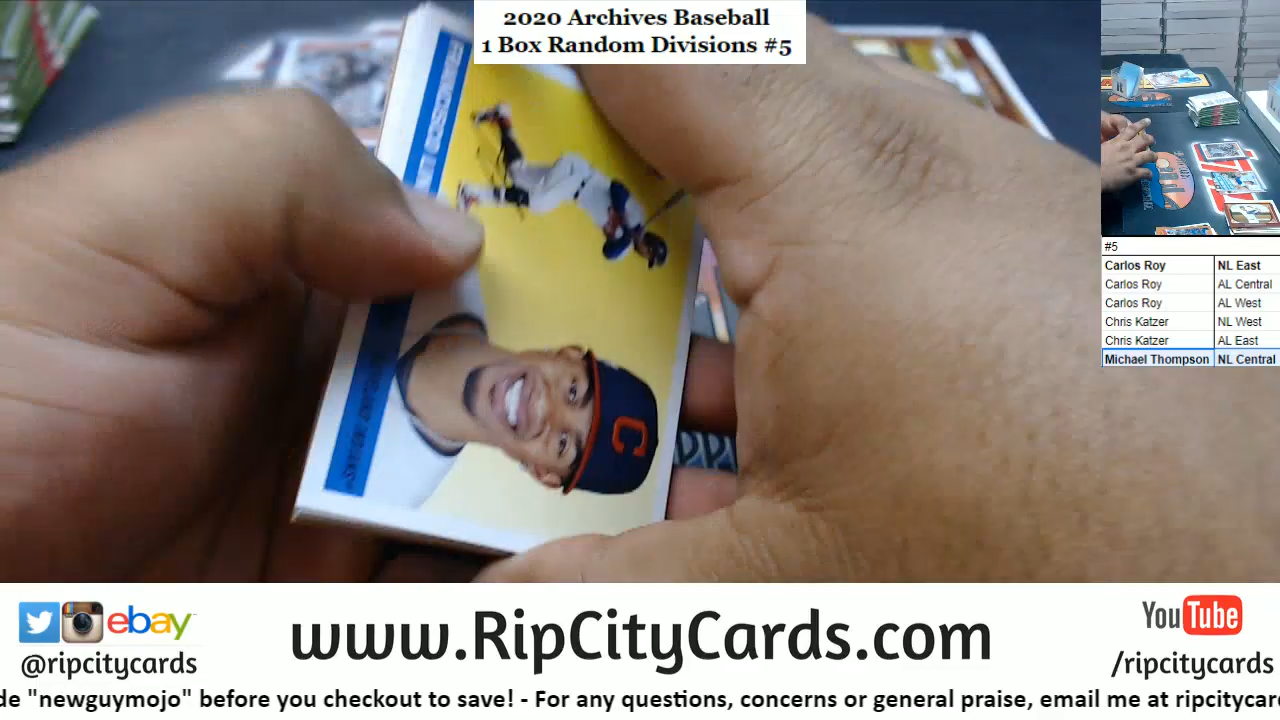 2020 Archives Baseball
1 Box Random Divisions #5
C
#5
Carlos Roy NL East
Carlos Roy AL Central
Carlos Roy AL West
Chris Katzer NL West
Chris Katzer AL East
Michael Thompson NL Central
ebay
@ripcitycards
www.RipCityCards.com
YouTube
/ripcitycards
de "newguymojo" before you checkout to save! - For any questions, concerns or general praise, email me at ripcitycard